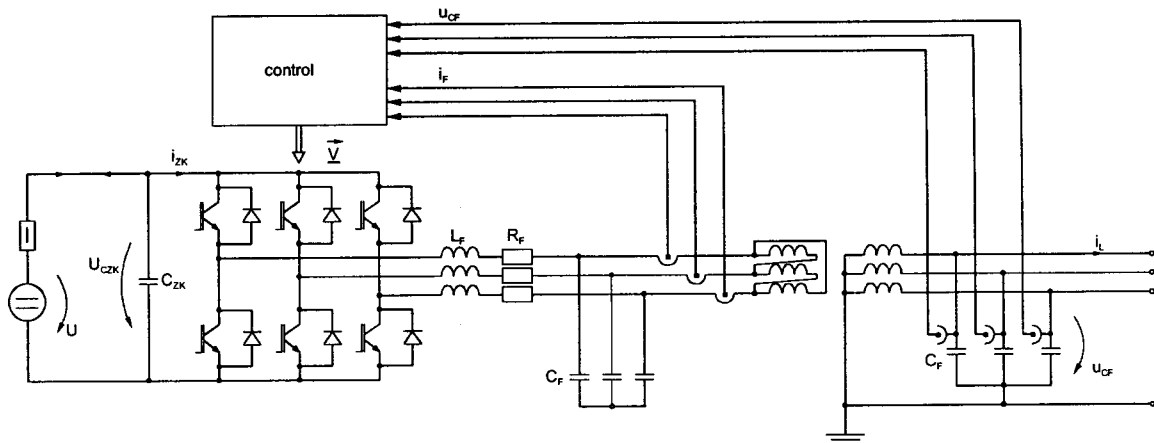 u_CF
control
i_F
V
i_ZK
U_CZK
C_ZK
U
L_F
R_F
C_F
i_L
C_F
u_CF